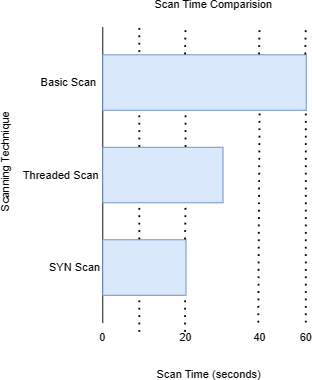 Scan Time Comparision
Scanning Technique
Basic Scan
Threaded Scan
SYN Scan
0 20 40 60
Scan Time (seconds)